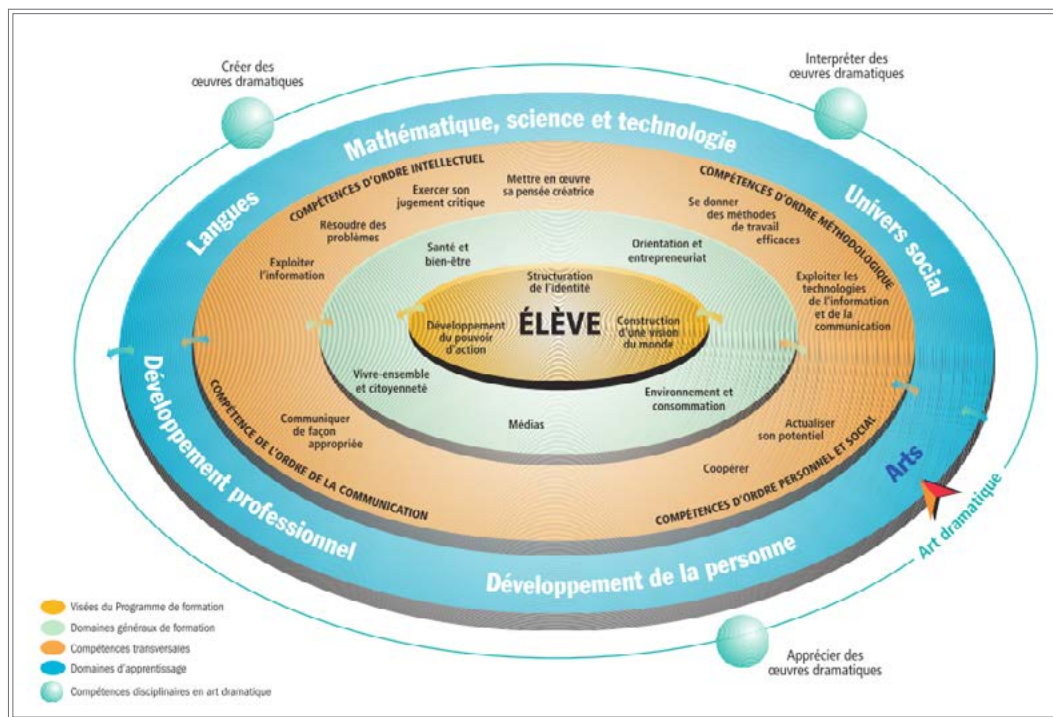 Créer des
œuvres dramatiques
Interpréter des
œuvres dramatiques
Mathématique, science et technologie
Langues
Univers social
COMPÉTENCES D'ORDRE INTELLECTUEL
COMPÉTENCES D'ORDRE MÉTHODOLOGIQUE
Mettre en œuvre
sa pensée créatrice
Exercer son
jugement critique
Résoudre des
problèmes
Exploiter
l'information
Se donner
des méthodes
de travail
efficaces
Exploiter les
technologies
de l'information
et de la
communication
Santé et
bien-être
Orientation et
entrepreneuriat
Structuration
de l'identité
ÉLÈVE
Développement
du pouvoir
d'action
Construction
d'une vision
du monde
Vivre-ensemble
et citoyenneté
Environnement et
consommation
Médias
Communiquer
de façon
appropriée
Actualiser
son potentiel
Coopérer
COMPÉTENCE DE L'ORDRE DE LA COMMUNICATION
COMPÉTENCES D'ORDRE PERSONNEL ET SOCIAL
Arts
Art dramatique
Développement professionnel
Développement de la personne
Apprécier des
œuvres dramatiques
Visées du Programme de formation
Domaines généraux de formation
Compétences transversales
Domaines d'apprentissage
Compétences disciplinaires en art dramatique